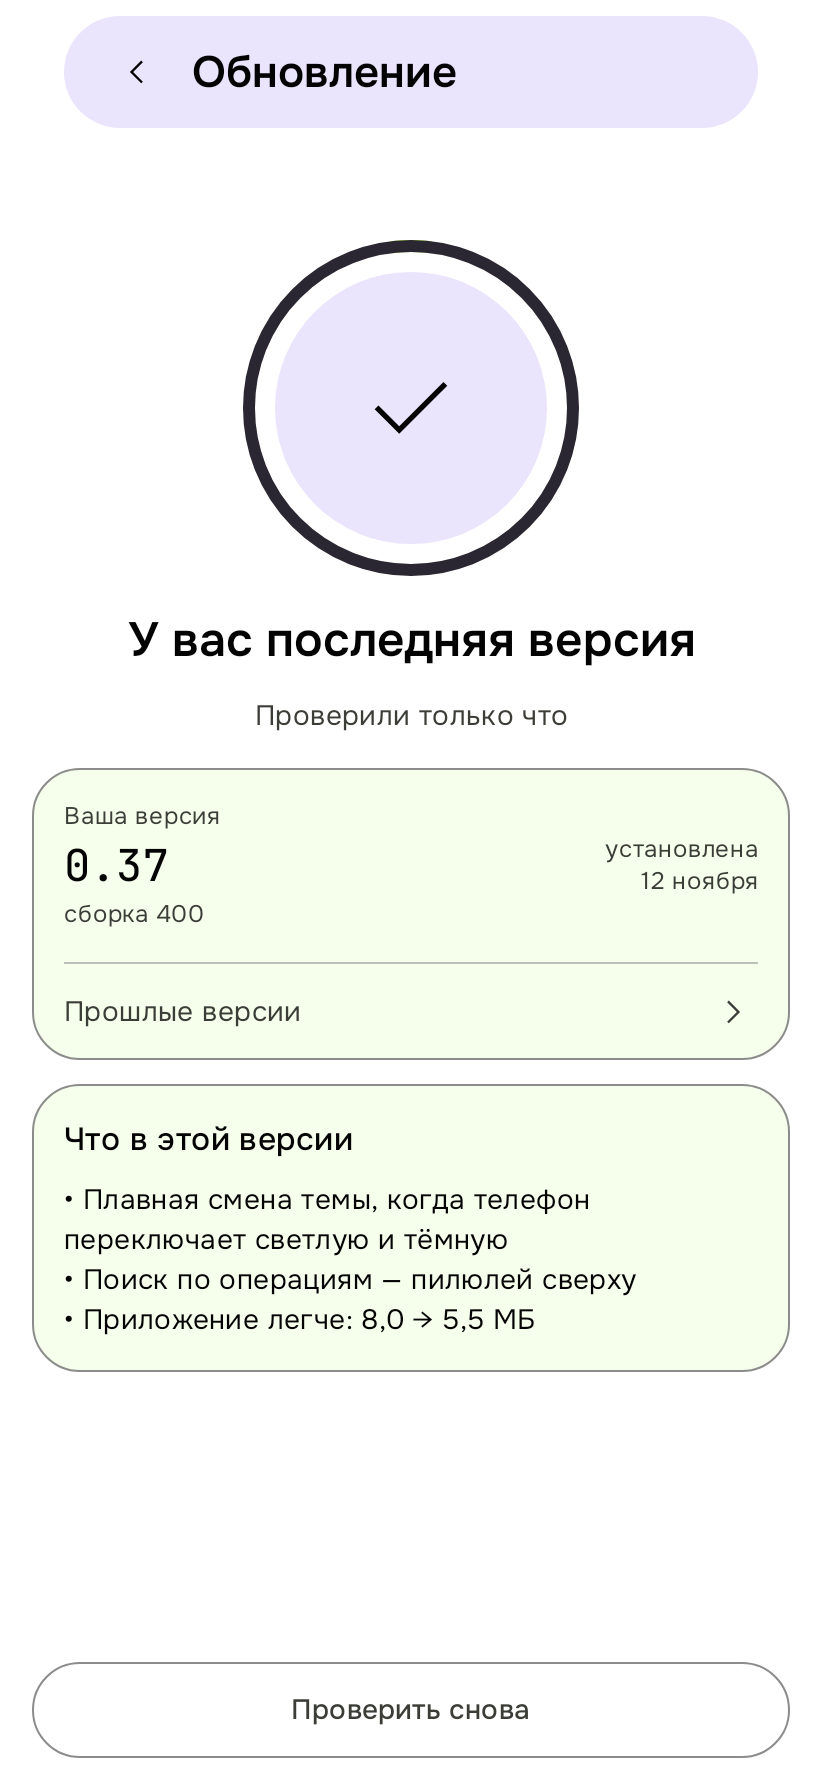 Обновление
У вас последняя версия
Проверили только что
Ваша версия
0.37
сборка 400
установлена
12 ноября
Прошлые версии
Что в этой версии
• Плавная смена темы, когда телефон
переключает светлую и тёмную
• Поиск по операциям — пилюлей сверху
• Приложение легче: 8,0 → 5,5 МБ
Проверить снова